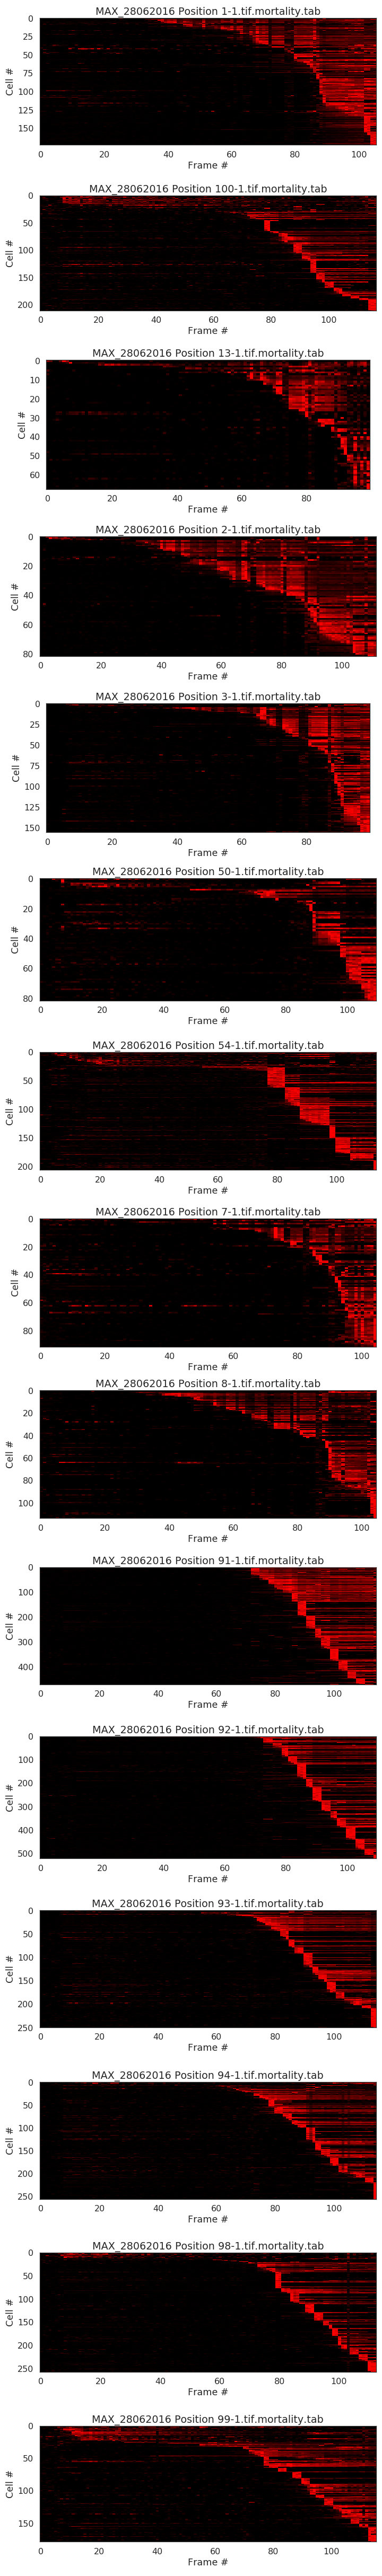 MAX_28062016 Position 1-1.tif.mortality.tab
0
25
50
75
100
125
150
Cell #
0 20 40 60 80 100
Frame #
MAX_28062016 Position 100-1.tif.mortality.tab
0
50
100
150
200
Cell #
0 20 40 60 80 100
Frame #
MAX_28062016 Position 13-1.tif.mortality.tab
0
10
20
30
40
50
60
Cell #
0 20 40 60 80
Frame #
MAX_28062016 Position 2-1.tif.mortality.tab
0
20
40
60
80
Cell #
0 20 40 60 80 100
Frame #
MAX_28062016 Position 3-1.tif.mortality.tab
0
25
50
75
100
125
150
Cell #
0 20 40 60 80
Frame #
MAX_28062016 Position 50-1.tif.mortality.tab
0
20
40
60
80
Cell #
0 20 40 60 80 100
Frame #
MAX_28062016 Position 54-1.tif.mortality.tab
0
50
100
150
200
Cell #
0 20 40 60 80 100
Frame #
MAX_28062016 Position 7-1.tif.mortality.tab
0
20
40
60
80
Cell #
0 20 40 60 80 100
Frame #
MAX_28062016 Position 8-1.tif.mortality.tab
0
20
40
60
80
100
Cell #
0 20 40 60 80 100
Frame #
MAX_28062016 Position 91-1.tif.mortality.tab
0
100
200
300
400
Cell #
0 20 40 60 80 100
Frame #
MAX_28062016 Position 92-1.tif.mortality.tab
0
100
200
300
400
500
Cell #
0 20 40 60 80 100
Frame #
MAX_28062016 Position 93-1.tif.mortality.tab
0
50
100
150
200
250
Cell #
0 20 40 60 80 100
Frame #
MAX_28062016 Position 94-1.tif.mortality.tab
0
50
100
150
200
250
Cell #
0 20 40 60 80 100
Frame #
MAX_28062016 Position 98-1.tif.mortality.tab
0
50
100
150
200
250
Cell #
0 20 40 60 80 100
Frame #
MAX_28062016 Position 99-1.tif.mortality.tab
0
50
100
150
Cell #
0 20 40 60 80 100
Frame #